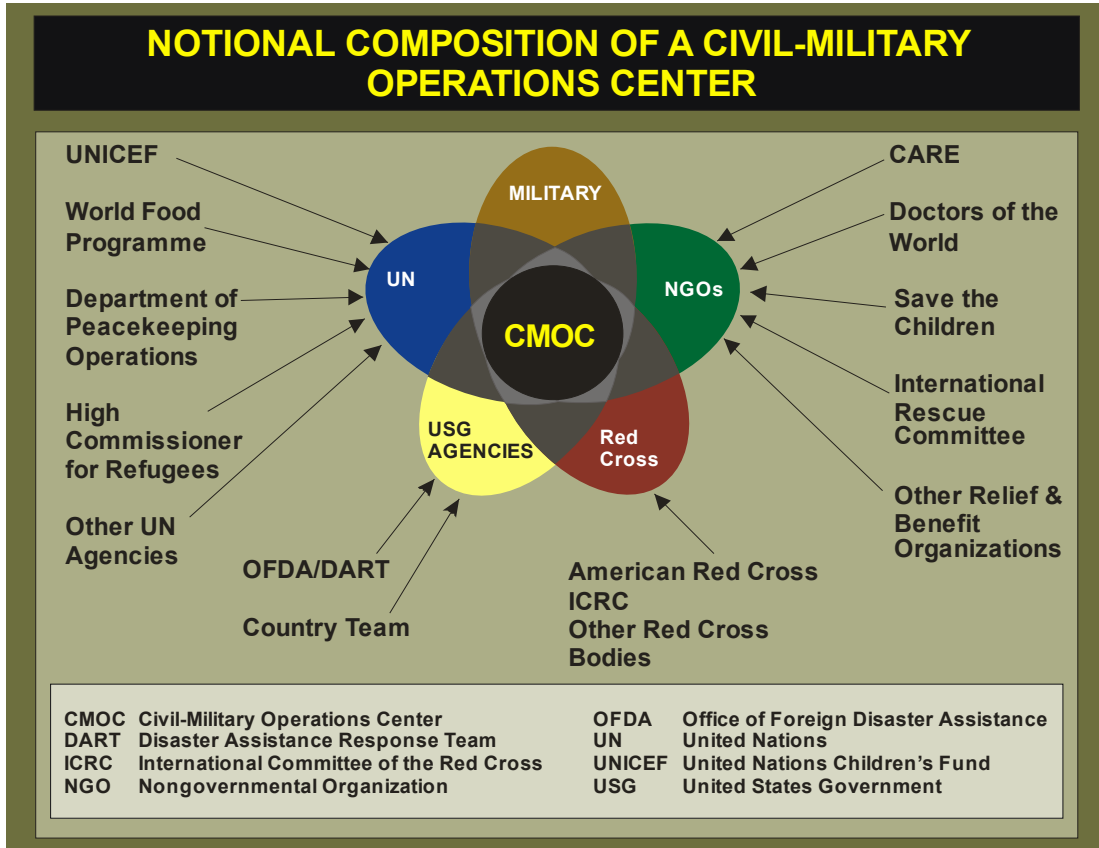 NOTIONAL COMPOSITION OF A CIVIL-MILITARY
OPERATIONS CENTER
UNICEF
World Food
Programme
Department of
Peacekeeping
Operations
High
Commissioner
for Refugees
Other UN
Agencies
MILITARY
UN
NGOs
CMOC
USG
AGENCIES
Red
Cross
CARE
Doctors of the
World
Save the
Children
International
Rescue
Committee
Other Relief &
Benefit
Organizations
OFDA/DART
Country Team
American Red Cross
ICRC
Other Red Cross
Bodies
CMOC Civil-Military Operations Center
DART Disaster Assistance Response Team
ICRC International Committee of the Red Cross
NGO Nongovernmental Organization
OFDA Office of Foreign Disaster Assistance
UN United Nations
UNICEF United Nations Children’s Fund
USG United States Government